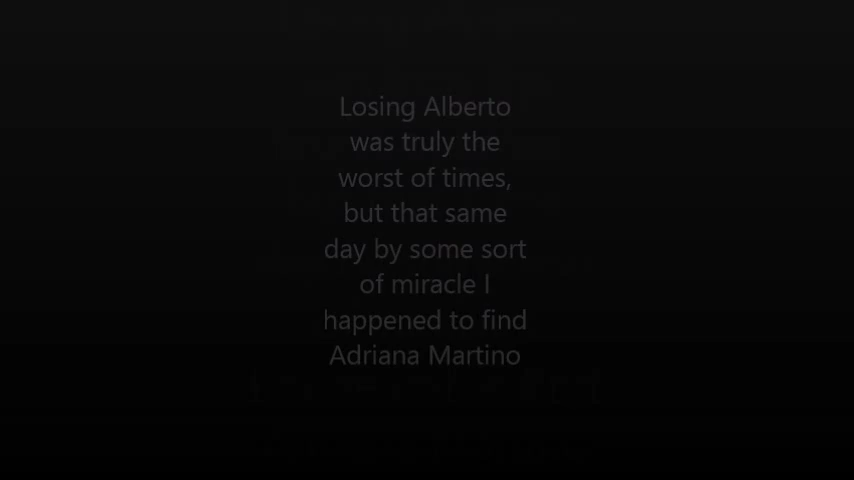 Losing Alberto
was truly the
worst of times,
but that same
day by some sort
of miracle I
happened to find
Adriana Martino